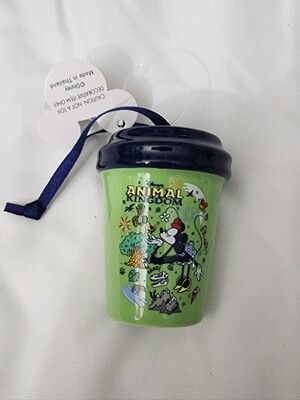 CAUTION: NOT A TOY
DECORATIVE ITEM ONLY
©Disney
Made in Thailand
ANIMAL
KINGDOM